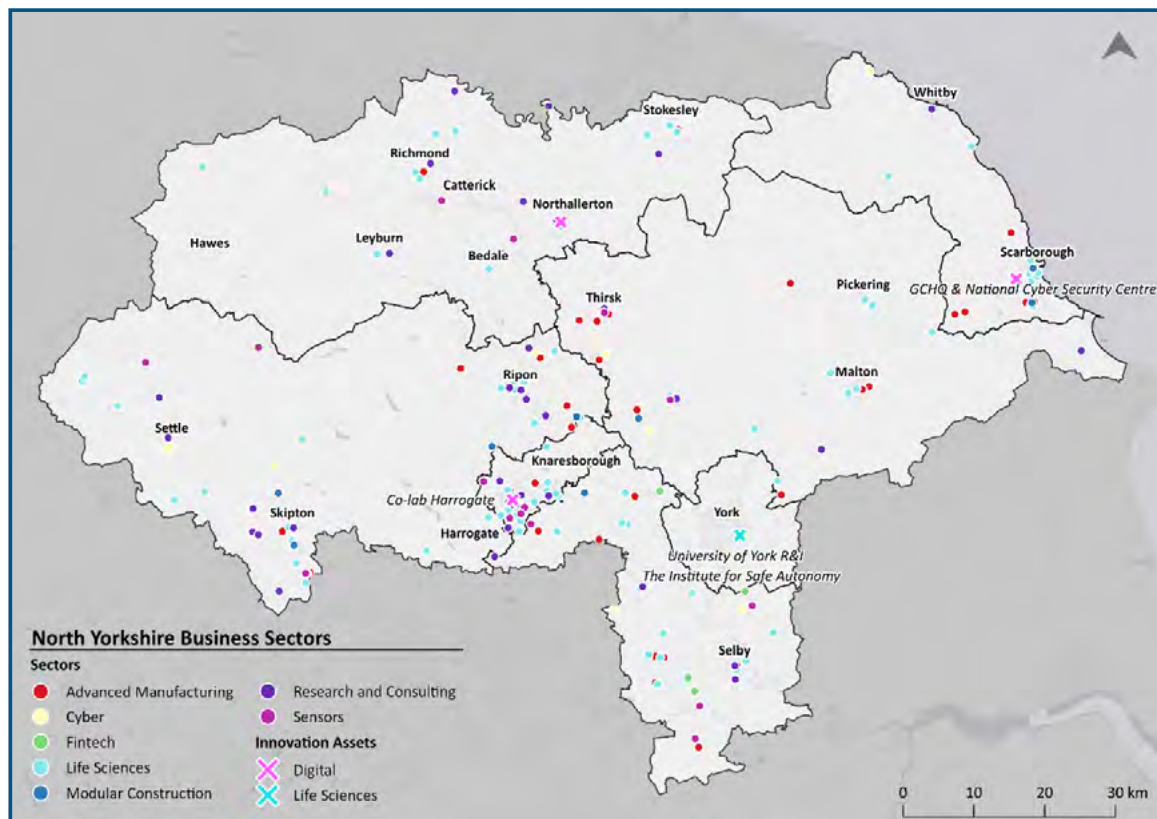 Whitby
Stokesley
Richmond
Catterick
Northallerton
Hawes
Leyburn
Bedale
Scarborough
GCHQ & National Cyber Security Centre
Pickering
Thirsk
Ripon
Malton
Settle
Knaresborough
Co-lab Harrogate
Skipton
York
Harrogate
University of York R&I
The Institute for Safe Autonomy
Selby
North Yorkshire Business Sectors
Sectors
Advanced Manufacturing
Cyber
Fintech
Life Sciences
Modular Construction
Research and Consulting
Sensors
Innovation Assets
Digital
Life Sciences
0 10 20 30 km